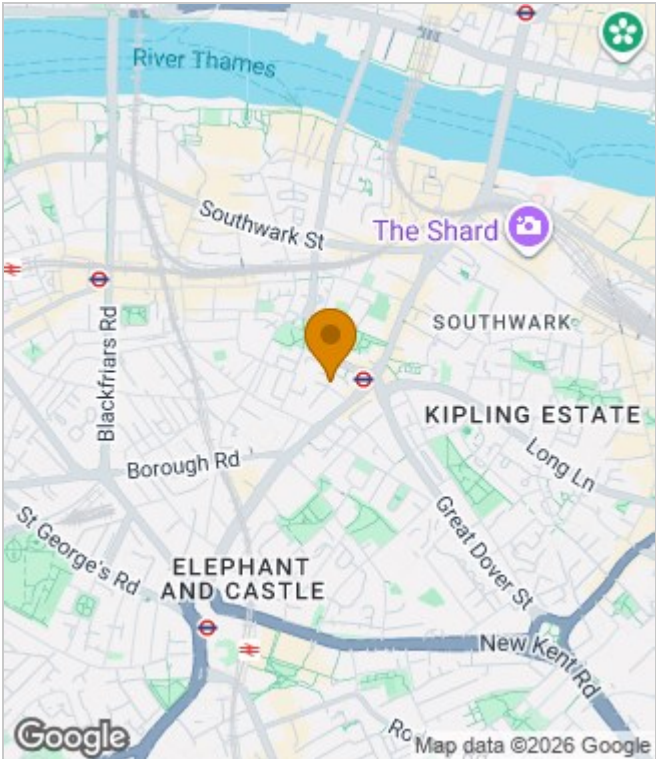 River Thames
Southwark St
The Shard
SOUTHWARK
Blackfriars Rd
KIPLING ESTATE
Long Ln
Borough Rd
Great Dover St
St George's Rd
ELEPHANT
AND CASTLE
New Kent Rd
Ro
Google
Map data ©2026 Google